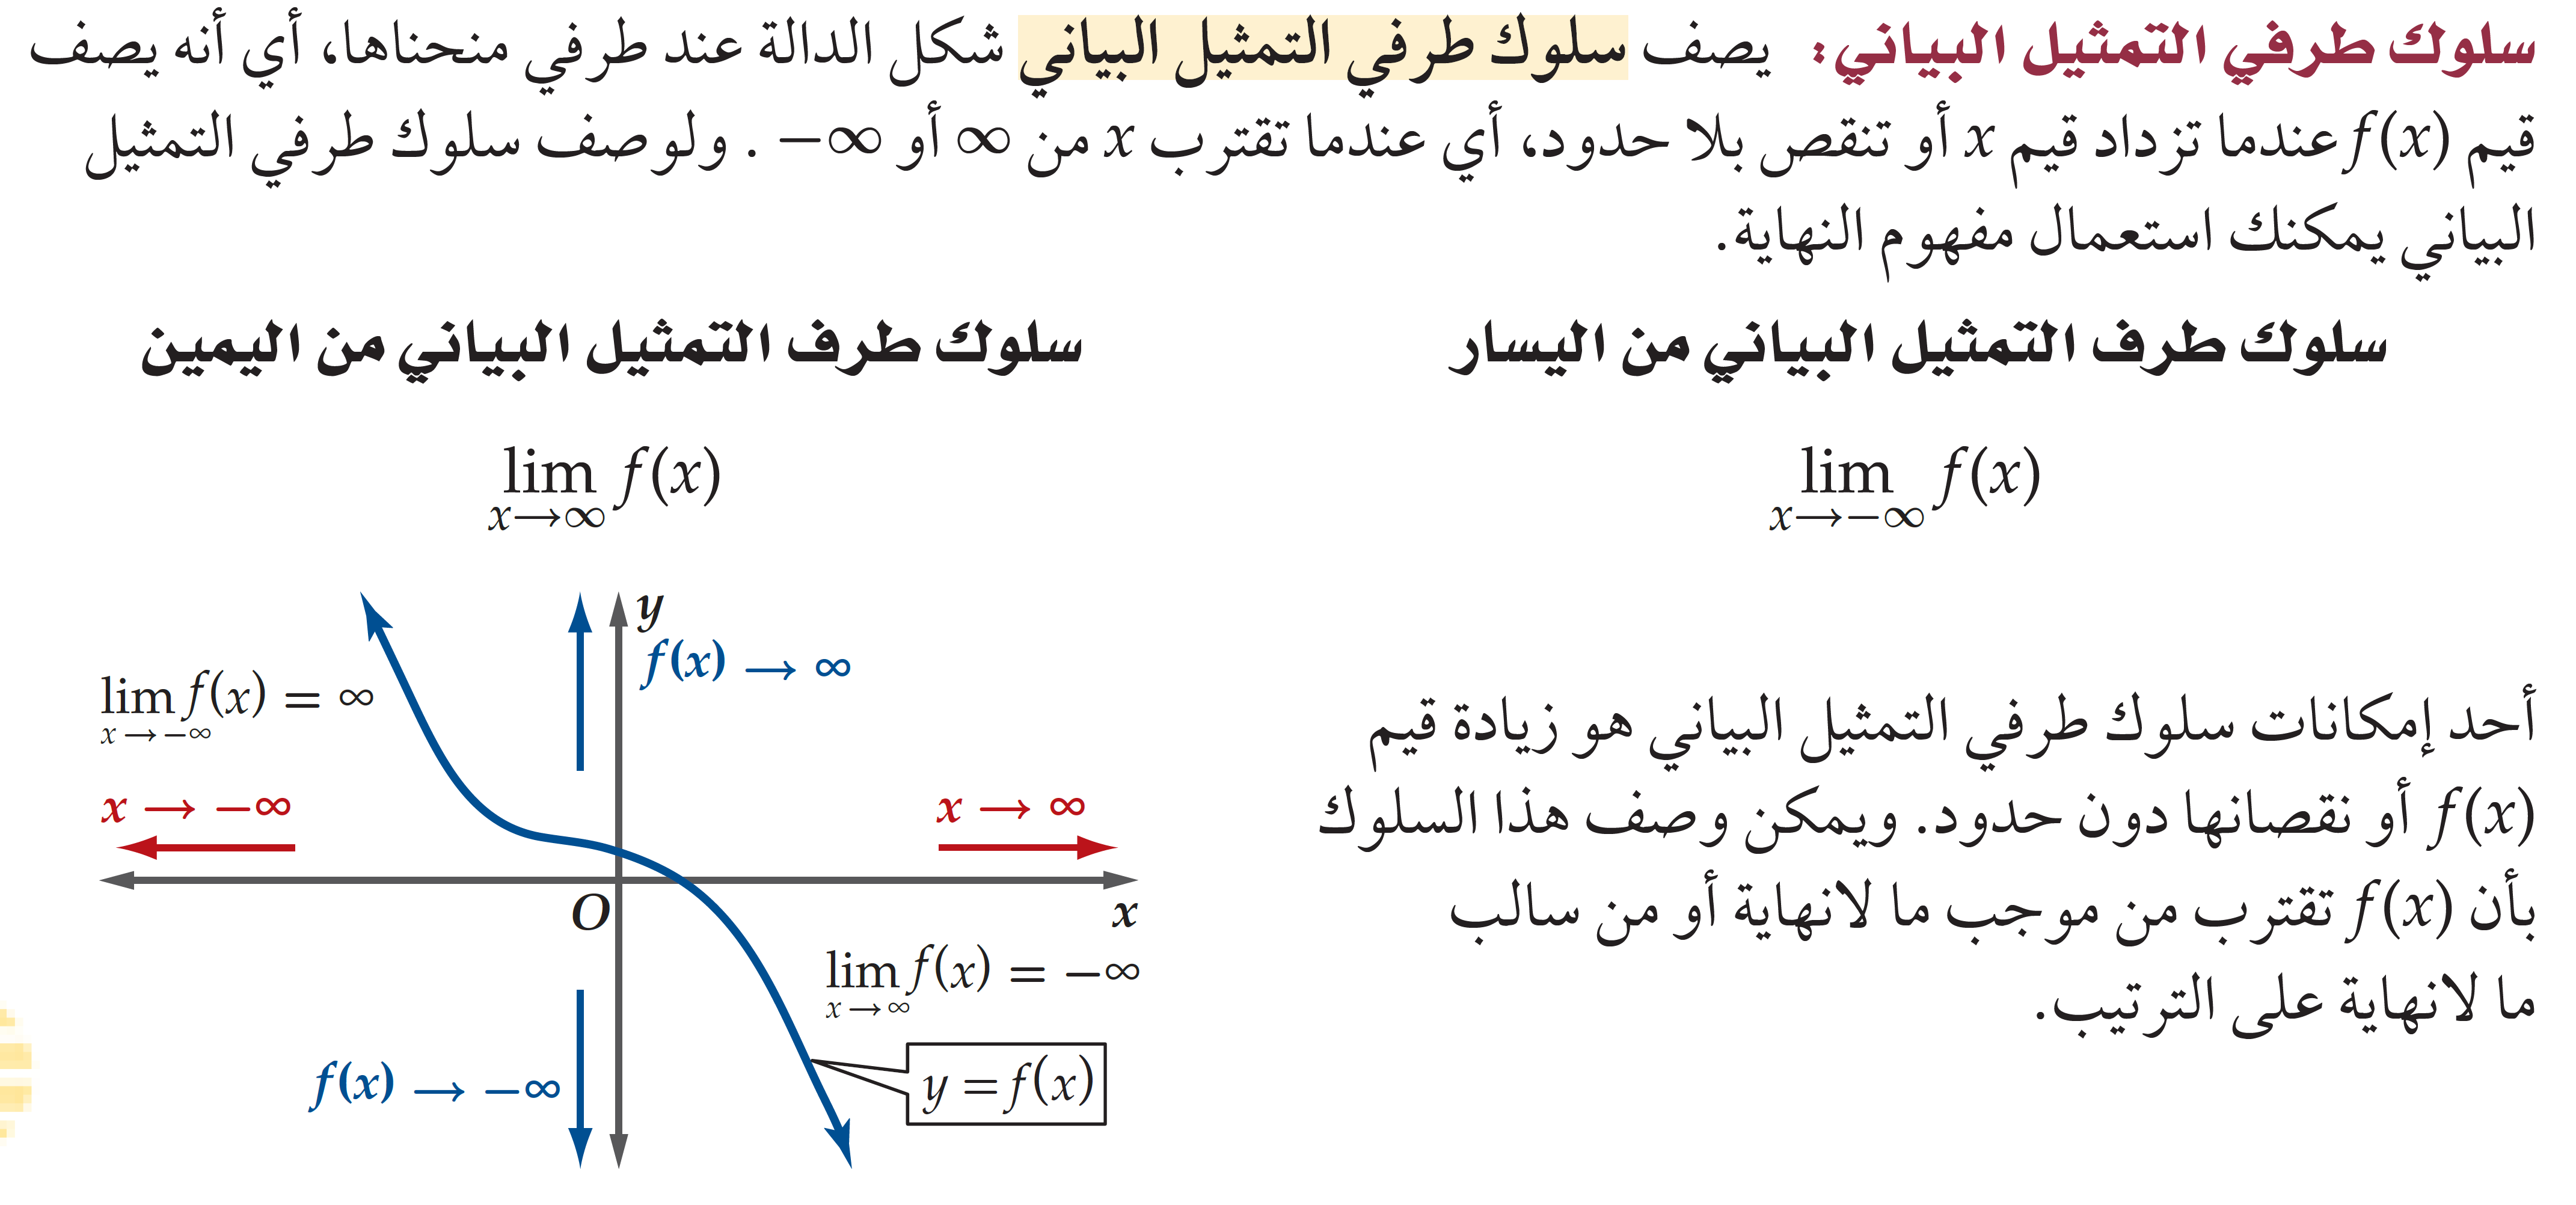 سلوك طرفي التمثيل البياني: يصف سلوك طرفي التمثيل البياني شكل الدالة عند طرفي منحناها، أي أنه يصف
قيم f(x) عندما تزداد قيم x أو تنقص بلا حدود، أي عندما تقترب x من ∞ أو ∞− . ولوصف سلوك طرفي التمثيل
البياني يمكنك استعمال مفهوم النهاية.
سلوك طرف التمثيل البياني من اليسار
lim f(x)
x→−∞
سلوك طرف التمثيل البياني من اليمين
lim f(x)
x→∞
أحد إمكانات سلوك طرفي التمثيل البياني هو زيادة قيم
f(x) أو نقصانها دون حدود. ويمكن وصف هذا السلوك
بأن f(x) تقترب من موجب ما لانهاية أو من سالب
ما لانهاية على الترتيب.
y
f(x) → ∞
lim f(x) = ∞
x → −∞
x → −∞
x → ∞
O
x
lim f(x) = −∞
x → ∞
f(x) → −∞
y = f(x)